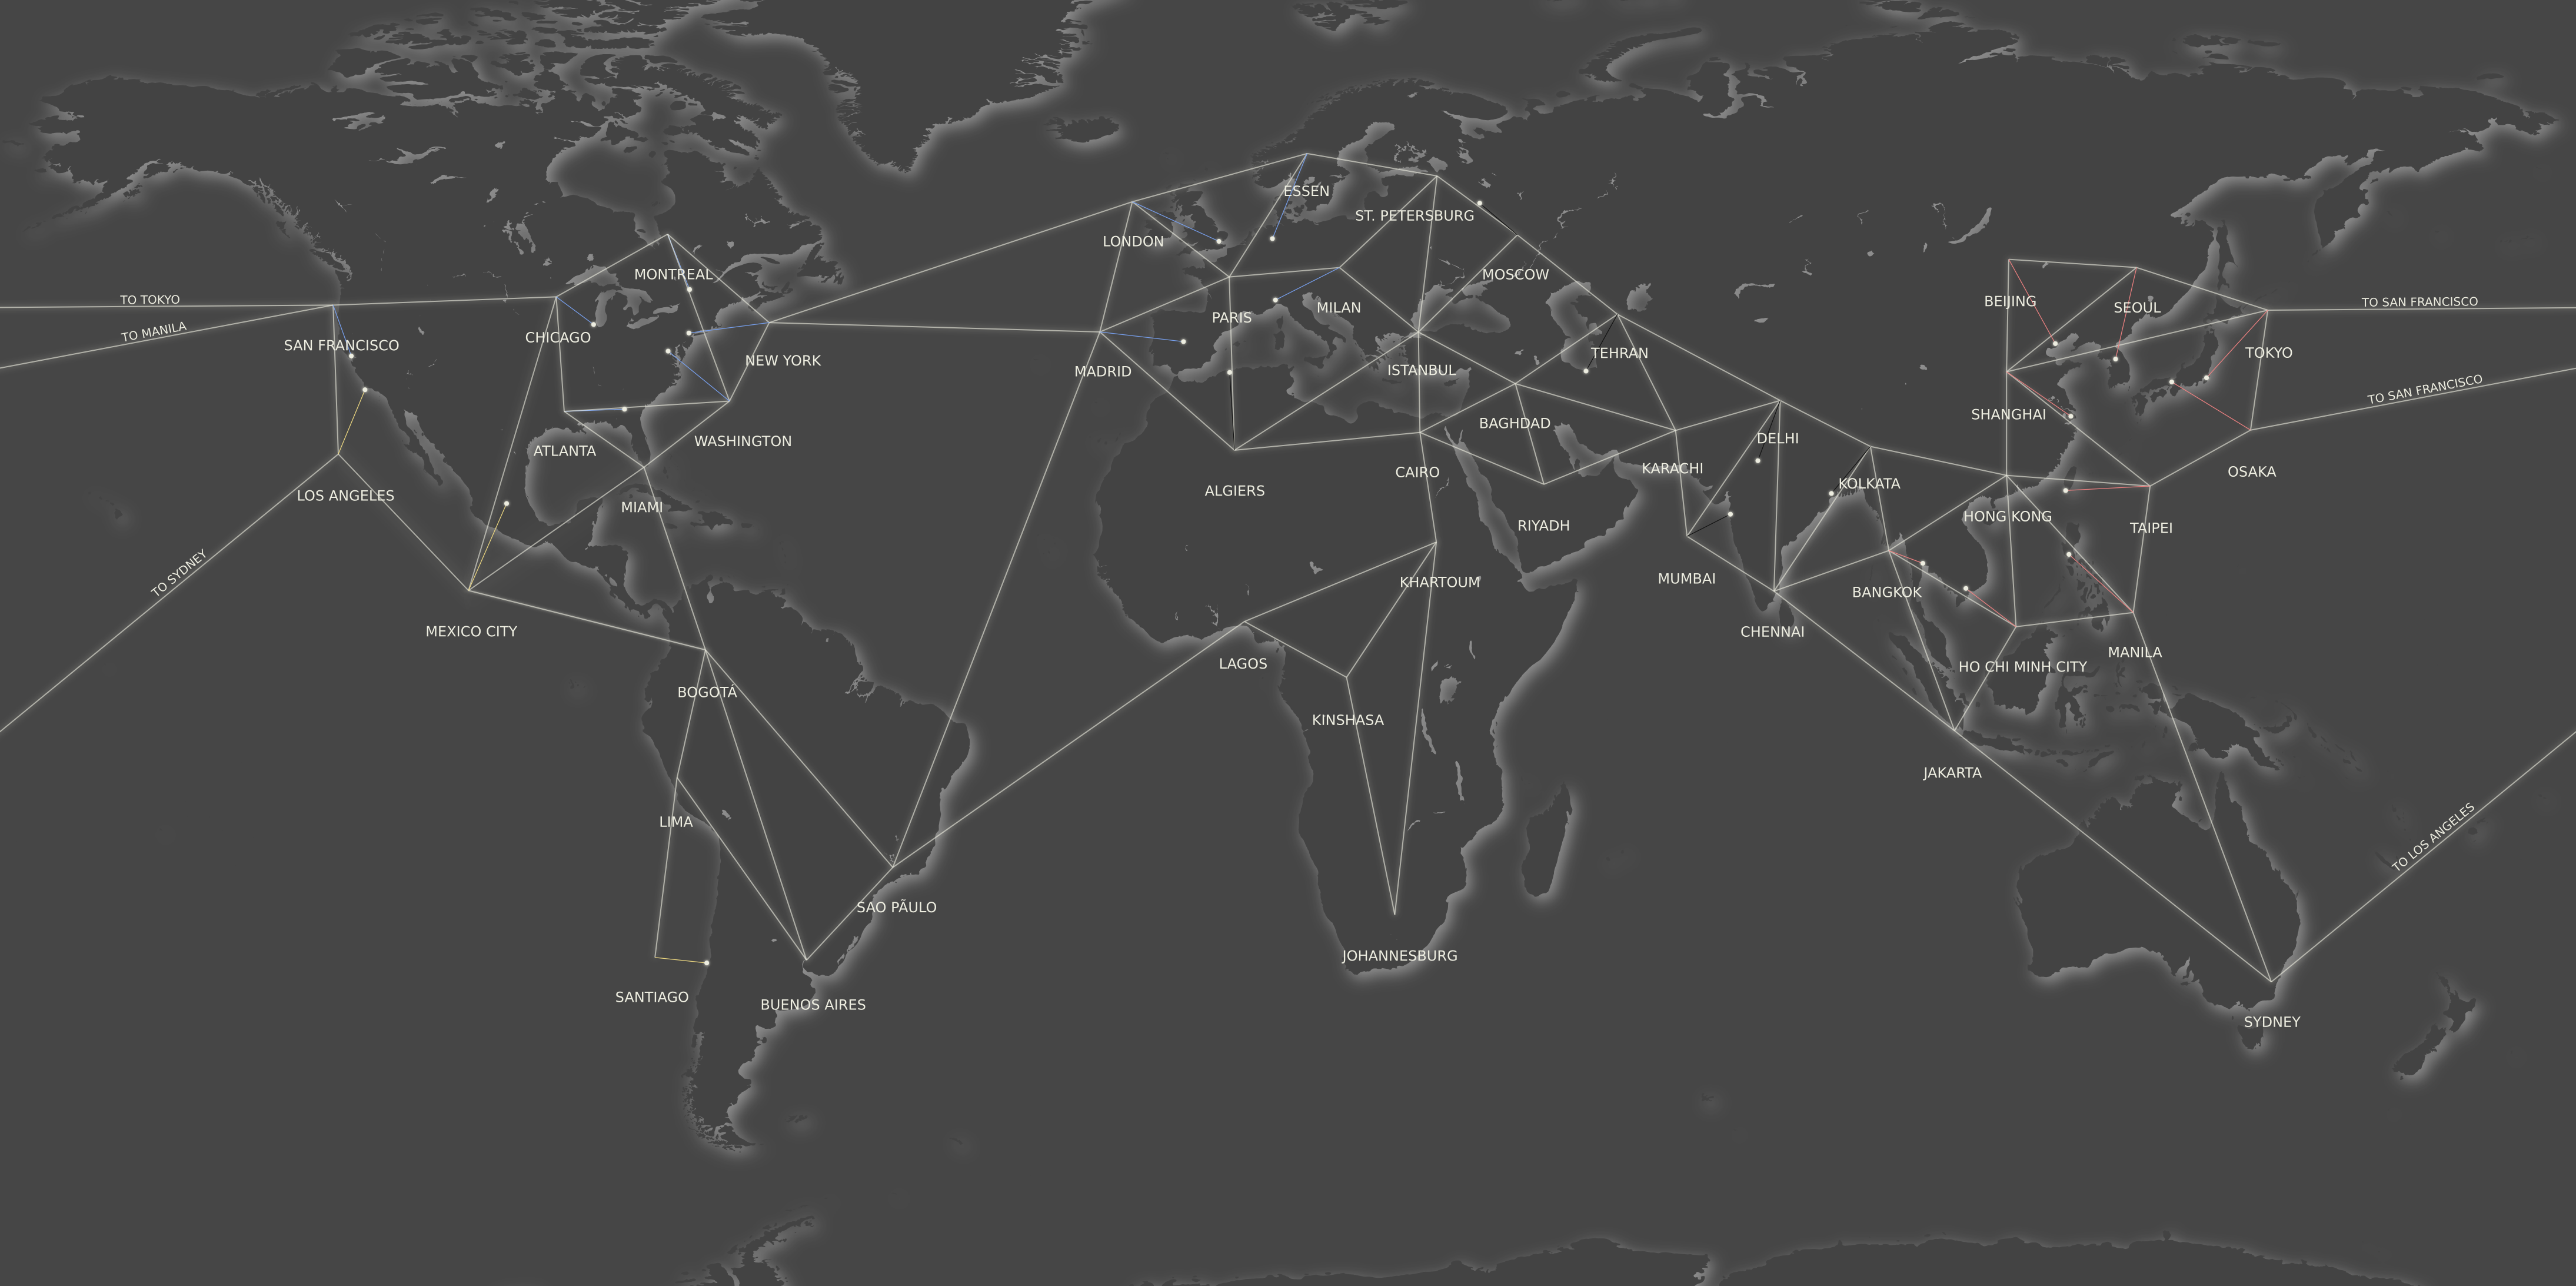 ESSEN
ST. PETERSBURG
LONDON
MONTREAL
MOSCOW
TO TOKYO
BEIJING
TO SAN FRANCISCO
SEOUL
MILAN
PARIS
TO MANILA
CHICAGO
SAN FRANCISCO
TEHRAN
TOKYO
NEW YORK
ISTANBUL
MADRID
TO SAN FRANCISCO
SHANGHAI
BAGHDAD
DELHI
WASHINGTON
ATLANTA
KARACHI
CAIRO
OSAKA
KOLKATA
ALGIERS
LOS ANGELES
MIAMI
HONG KONG
RIYADH
TAIPEI
TO SYDNEY
MUMBAI
KHARTOUM
BANGKOK
MEXICO CITY
CHENNAI
MANILA
LAGOS
HO CHI MINH CITY
BOGOTÁ
KINSHASA
JAKARTA
LIMA
TO LOS ANGELES
SAO PÃULO
JOHANNESBURG
SANTIAGO
BUENOS AIRES
SYDNEY